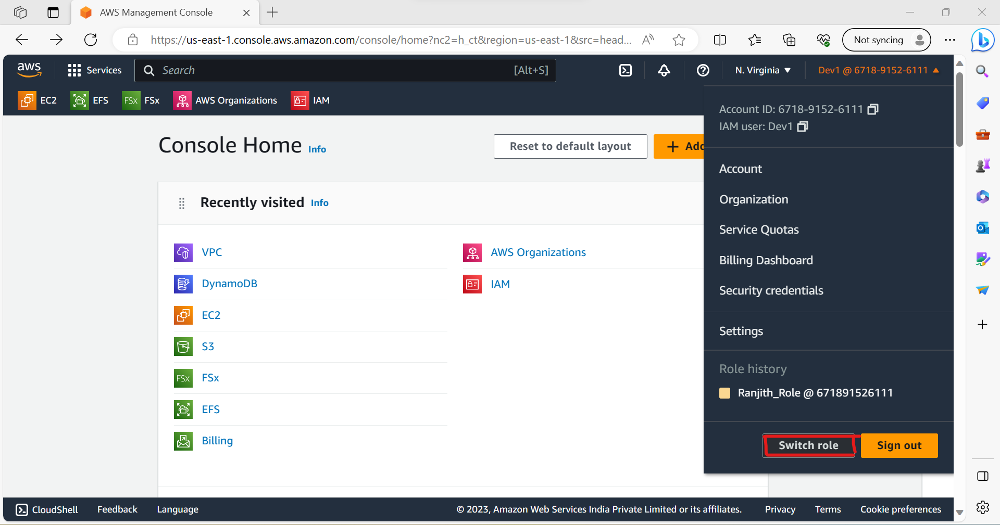 AWS Management Console
https://us-east-1.console.aws.amazon.com/console/home?nc2=h_ct&region=us-east-1&src=head...
Not syncing
aws
Services
Search
[Alt+S]
N. Virginia
Dev1 @ 6718-9152-6111
EC2
EFS
FSx
FSx
AWS Organizations
IAM
Account ID: 6718-9152-6111
IAM user: Dev1
Console Home Info
Reset to default layout
+ Add
Account
Organization
Service Quotas
Billing Dashboard
Security credentials
Settings
Role history
Ranjith_Role @ 671891526111
Switch role
Sign out
Recently visited Info
VPC
DynamoDB
EC2
S3
FSx
FSx
EFS
Billing
AWS Organizations
IAM
CloudShell
Feedback
Language
© 2023, Amazon Web Services India Private Limited or its affiliates.
Privacy
Terms
Cookie preferences